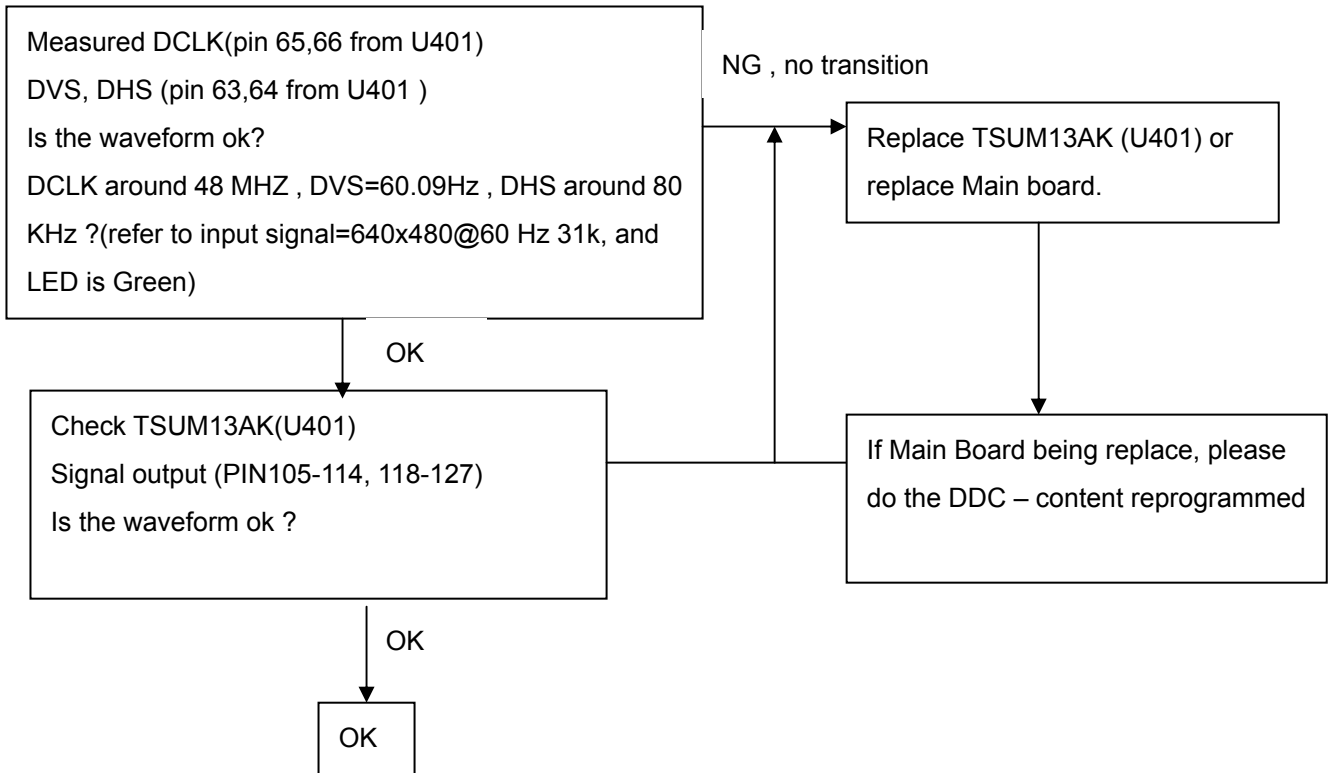 Measured DCLK(pin 65,66 from U401)
DVS, DHS (pin 63,64 from U401 )
Is the waveform ok?
DCLK around 48 MHZ , DVS=60.09Hz , DHS around 80
KHz ?(refer to input signal=640x480@60 Hz 31k, and
LED is Green)
NG , no transition
Replace TSUM13AK (U401) or
replace Main board.
OK
Check TSUM13AK(U401)
Signal output (PIN105-114, 118-127)
Is the waveform ok ?
If Main Board being replace, please
do the DDC – content reprogrammed
OK
OK